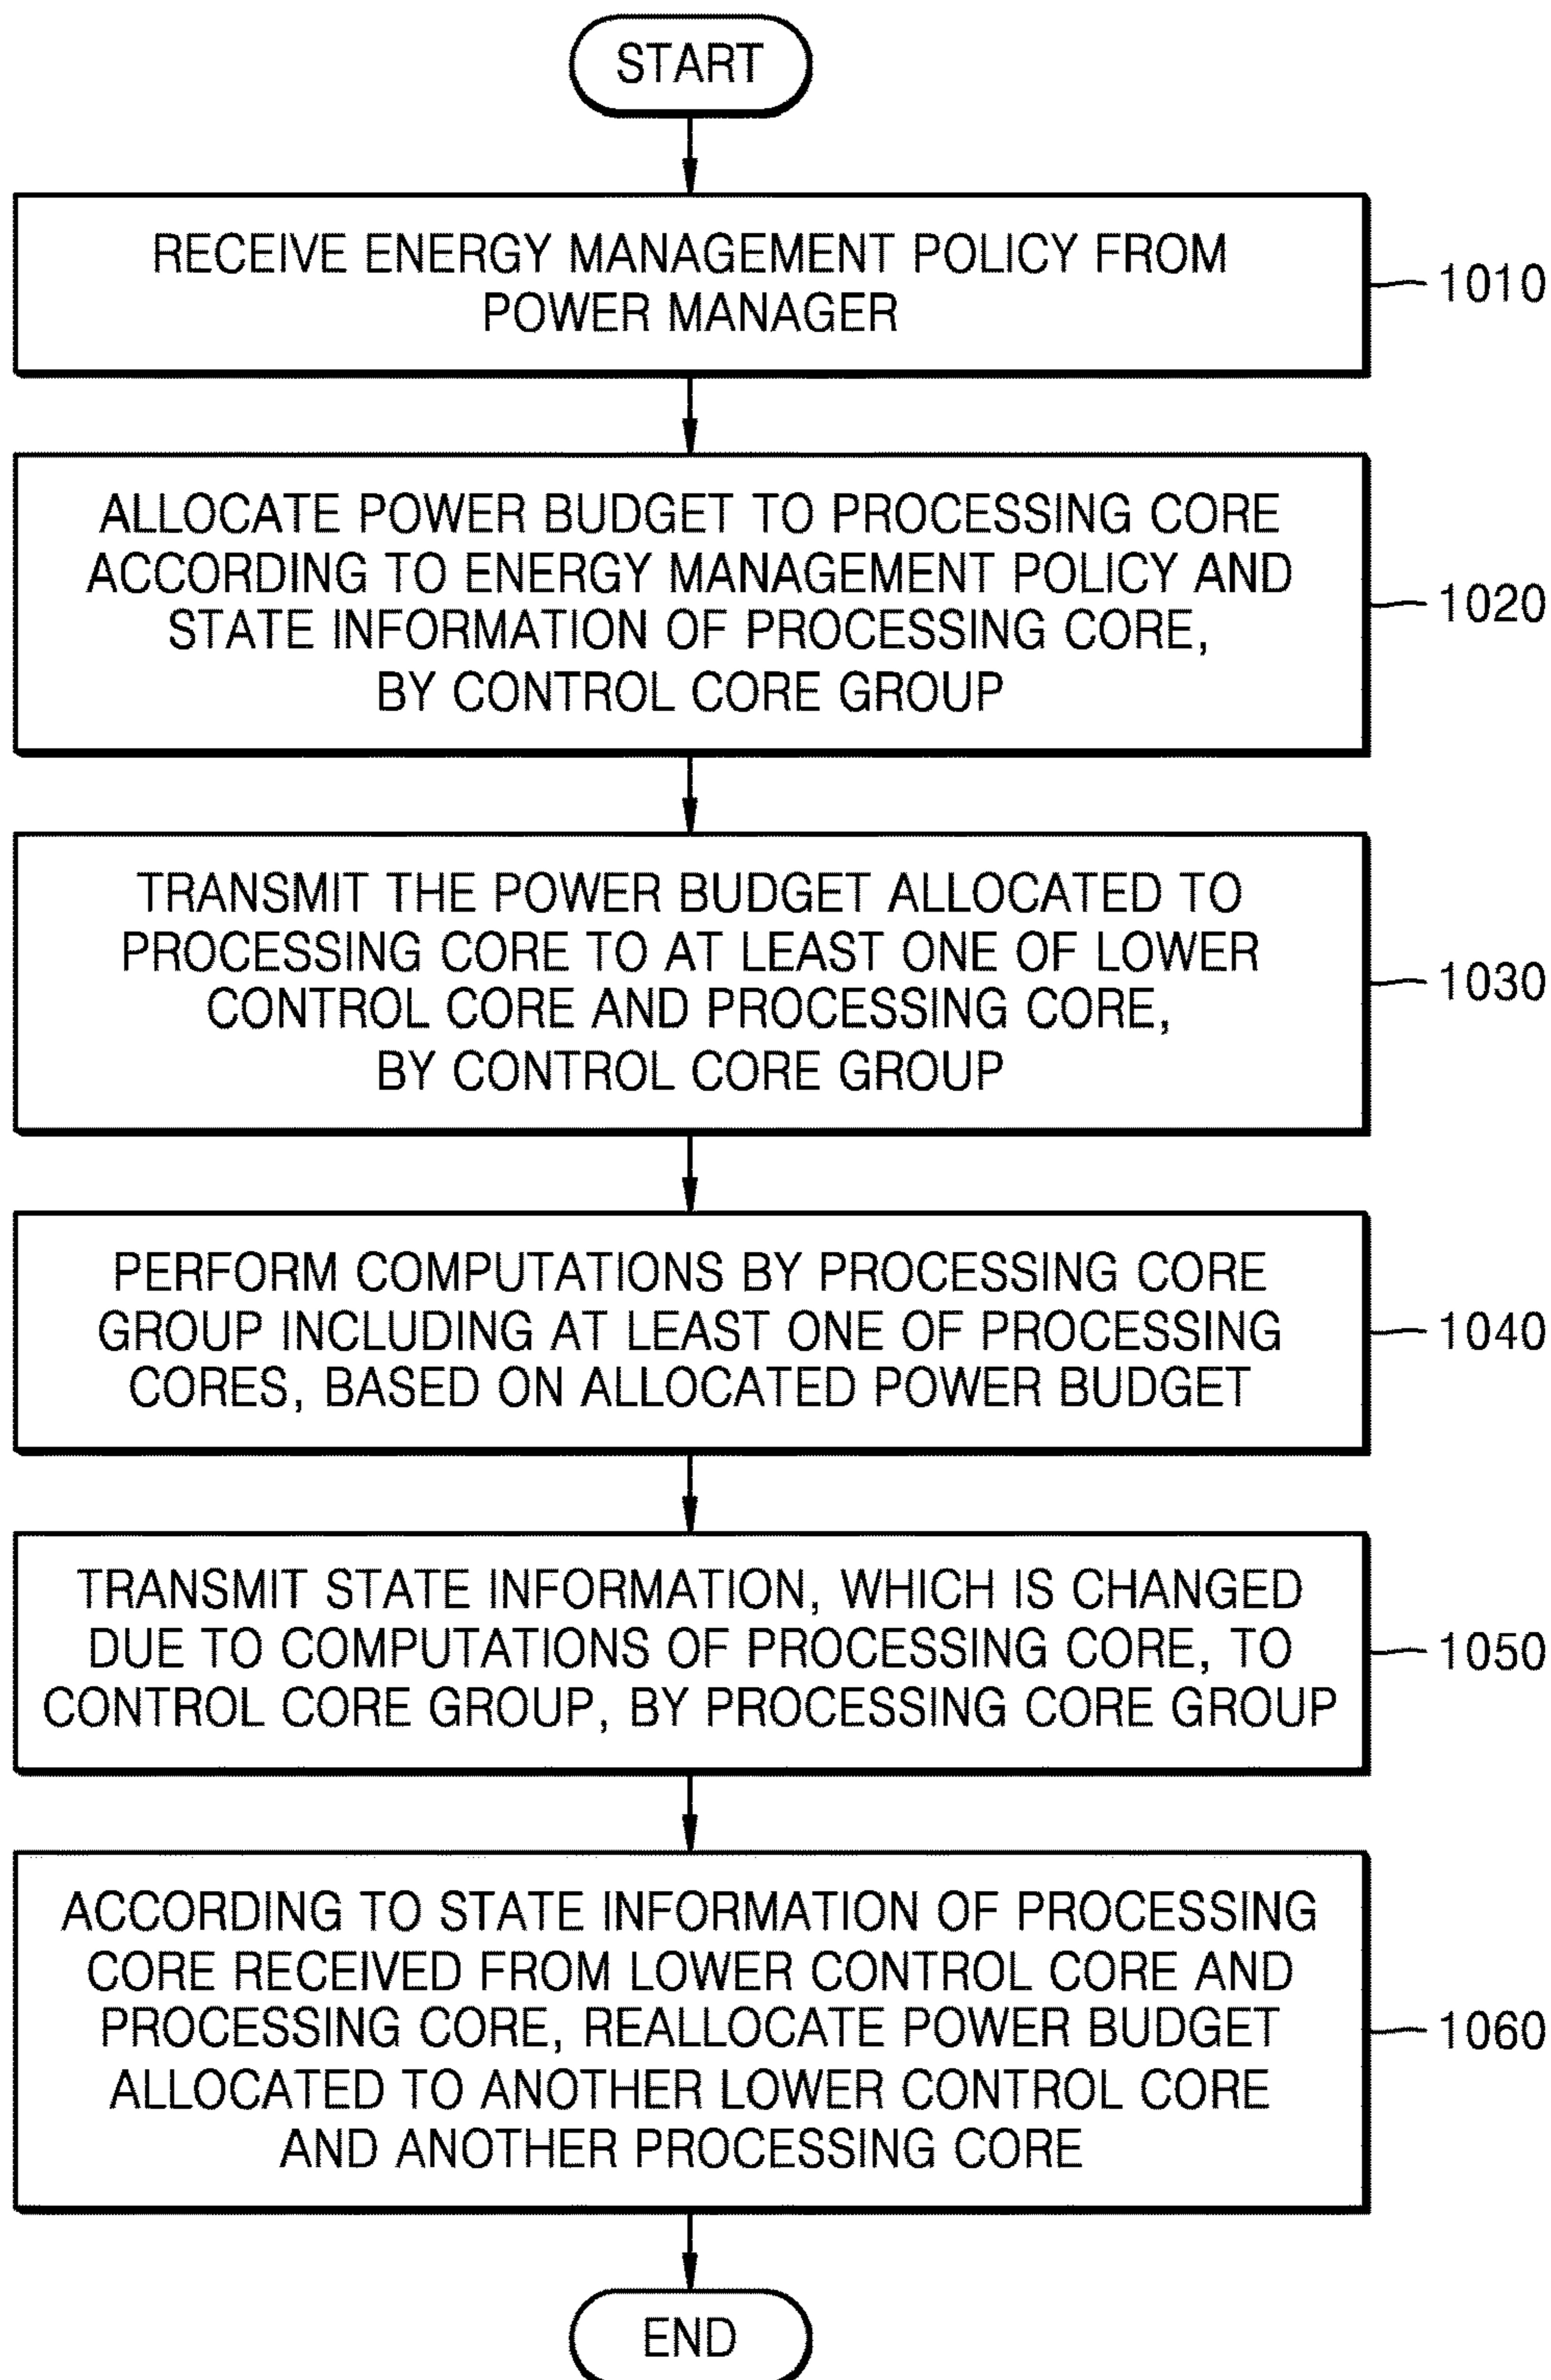 START
RECEIVE ENERGY MANAGEMENT POLICY FROM
POWER MANAGER
1010
ALLOCATE POWER BUDGET TO PROCESSING CORE
ACCORDING TO ENERGY MANAGEMENT POLICY AND
STATE INFORMATION OF PROCESSING CORE,
BY CONTROL CORE GROUP
1020
TRANSMIT THE POWER BUDGET ALLOCATED TO
PROCESSING CORE TO AT LEAST ONE OF LOWER
CONTROL CORE AND PROCESSING CORE,
BY CONTROL CORE GROUP
1030
PERFORM COMPUTATIONS BY PROCESSING CORE
GROUP INCLUDING AT LEAST ONE OF PROCESSING
CORES, BASED ON ALLOCATED POWER BUDGET
1040
TRANSMIT STATE INFORMATION, WHICH IS CHANGED
DUE TO COMPUTATIONS OF PROCESSING CORE, TO
CONTROL CORE GROUP, BY PROCESSING CORE GROUP
1050
ACCORDING TO STATE INFORMATION OF PROCESSING
CORE RECEIVED FROM LOWER CONTROL CORE AND
PROCESSING CORE, REALLOCATE POWER BUDGET
ALLOCATED TO ANOTHER LOWER CONTROL CORE
AND ANOTHER PROCESSING CORE
1060
END